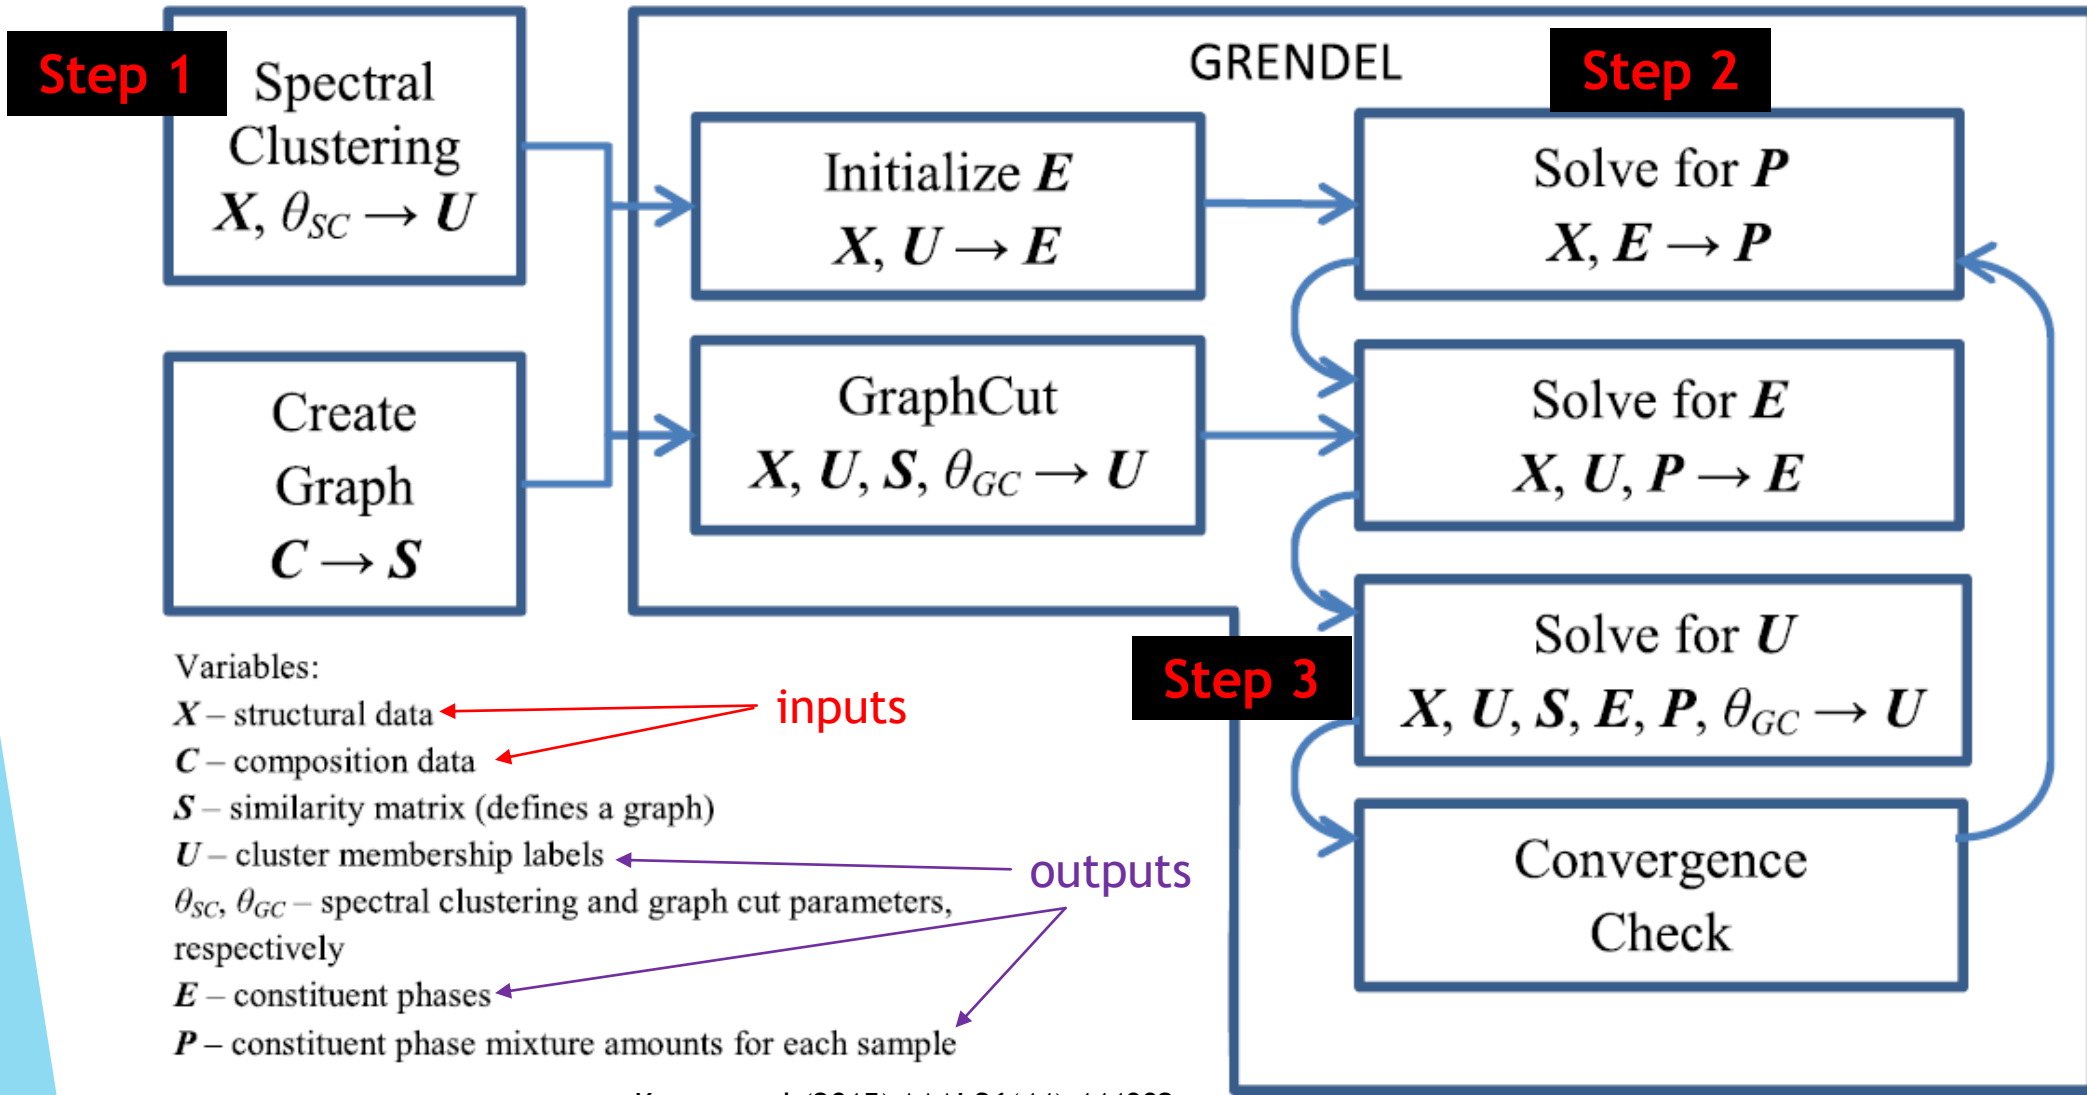 Step 1
Spectral
Clustering
X, θSC → U
Create
Graph
C → S
GRENDEL
Step 2
Initialize E
X, U → E
GraphCut
X, U, S, θGC → U
Solve for P
X, E → P
Solve for E
X, U, P → E
Step 3
Solve for U
X, U, S, E, P, θGC → U
Convergence
Check
Variables:
X – structural data
C – composition data
S – similarity matrix (defines a graph)
U – cluster membership labels
θSC, θGC – spectral clustering and graph cut parameters,
respectively
E – constituent phases
P – constituent phase mixture amounts for each sample
inputs
outputs